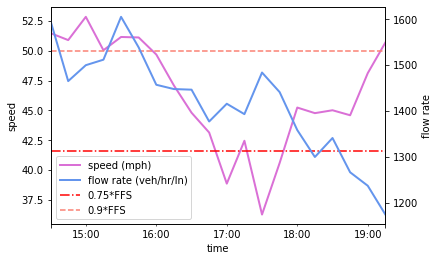 52.5
50.0
47.5
45.0
42.5
40.0
37.5
speed
1600
1500
1400
1300
1200
flow rate
speed (mph)
flow rate (veh/hr/ln)
0.75*FFS
0.9*FFS
15:00
16:00
17:00
18:00
19:00
time